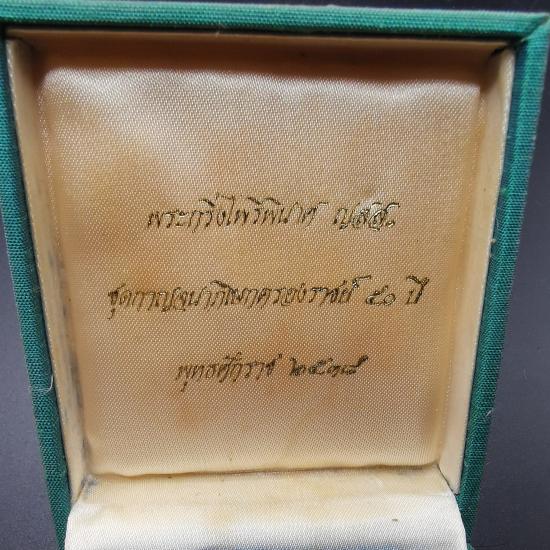 พระกริ่งไพรีพินาศ ญสส.
ชุดกาญจนาภิเษกครองราชย์ ๕๐ ปี
พุทธศักราช ๒๕๓๘